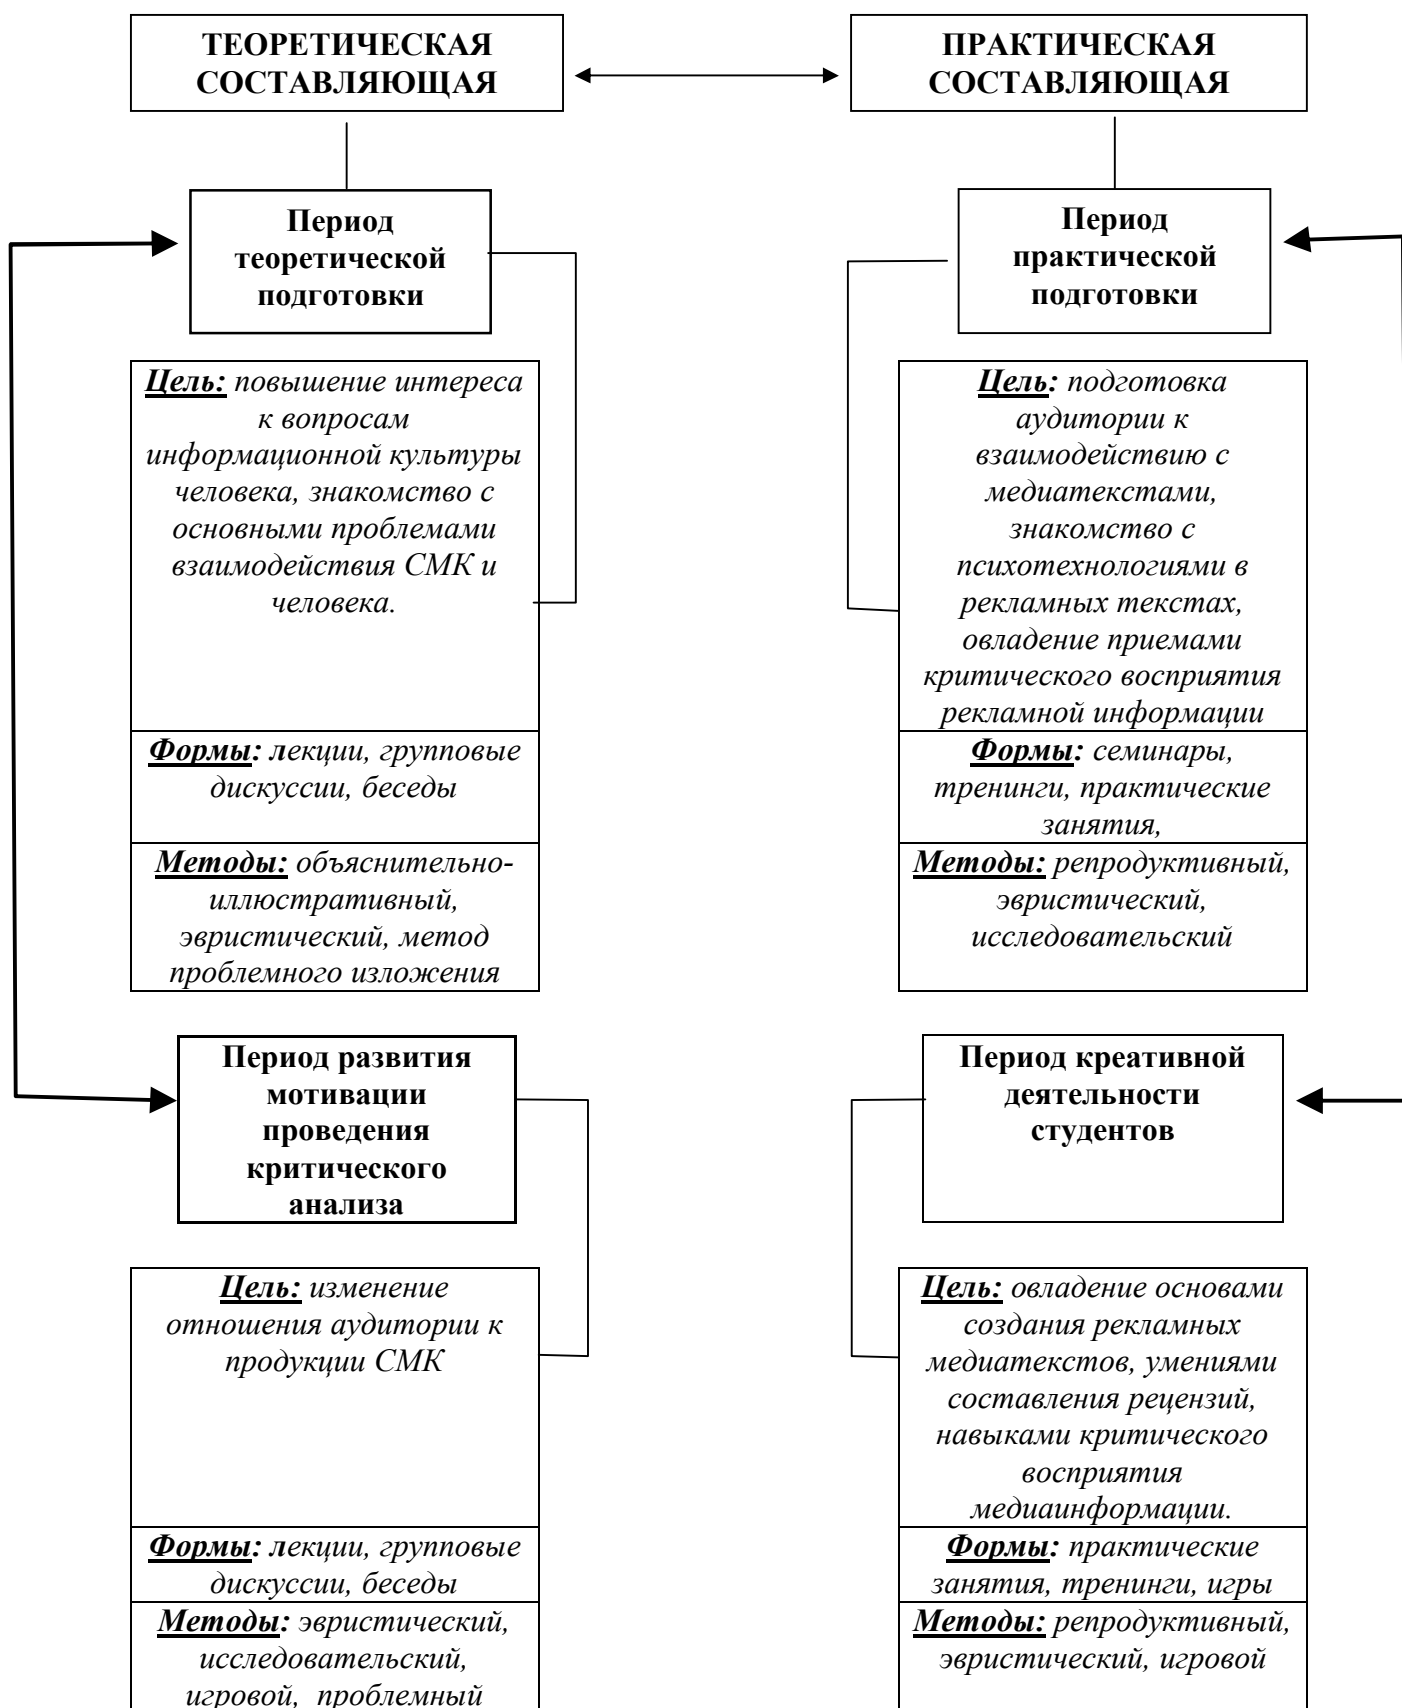 ТЕОРЕТИЧЕСКАЯ
СОСТАВЛЯЮЩАЯ
ПРАКТИЧЕСКАЯ
СОСТАВЛЯЮЩАЯ
Период
теоретической
подготовки
Период
практической
подготовки
Цель: повышение интереса
к вопросам
информационной культуры
человека, знакомство с
основными проблемами
взаимодействия СМК и
человека.
Формы: лекции, групповые
дискуссии, беседы
Методы: объяснительно-
иллюстративный,
эвристический, метод
проблемного изложения
Цель: подготовка
аудитории к
взаимодействию с
медиатекстами,
знакомство с
психотехнологиями в
рекламных текстах,
овладение приемами
критического восприятия
рекламной информации
Формы: семинары,
тренинги, практические
занятия,
Методы: репродуктивный,
эвристический,
исследовательский
Период развития
мотивации
проведения
критического
анализа
Период креативной
деятельности
студентов
Цель: изменение
отношения аудитории к
продукции СМК
Формы: лекции, групповые
дискуссии, беседы
Методы: эвристический,
исследовательский,
игровой, проблемный
Цель: овладение основами
создания рекламных
медиатекстов, умениями
составления рецензий,
навыками критического
восприятия
медиаинформации.
Формы: практические
занятия, тренинги, игры
Методы: репродуктивный,
эвристический, игровой